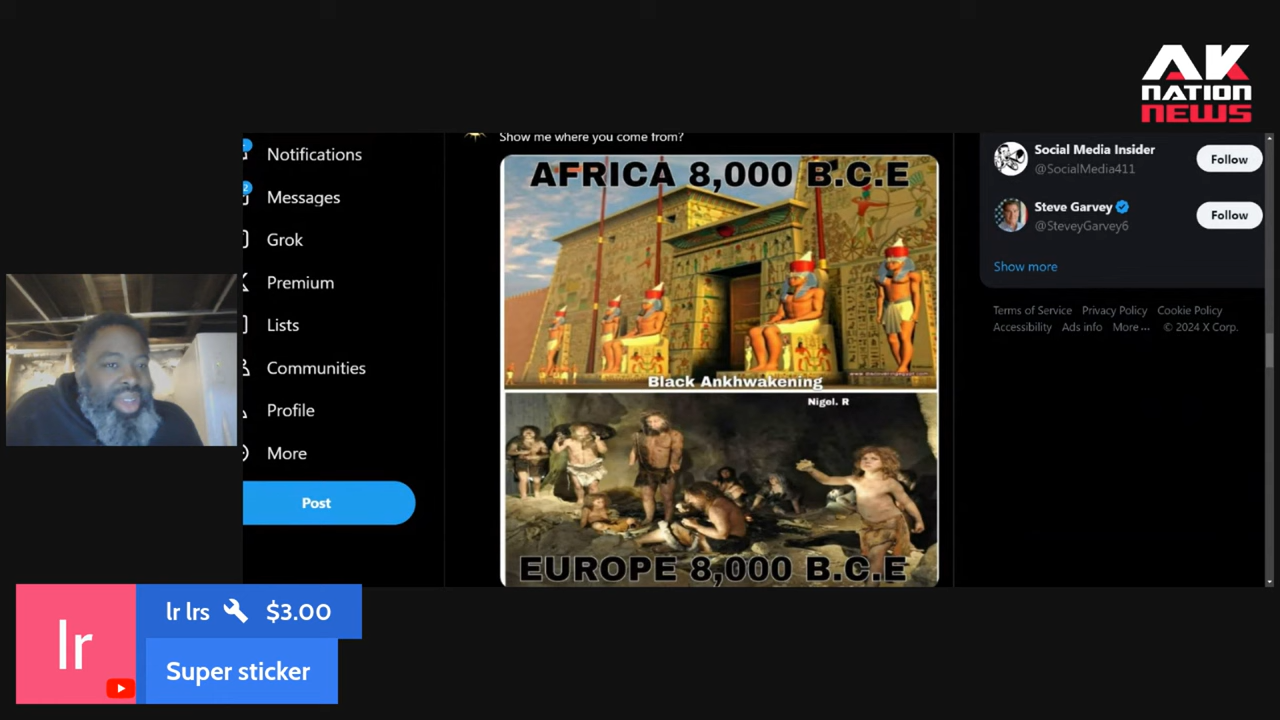 AK
NATION
NEWS
Show me where you come from?
Notifications
Messages
Grok
Premium
Lists
Communities
Profile
More
Post
AFRICA 8,000 B.C.E
Black Ankhwakening
Nigel. R
EUROPE 8,000 B.C.E
Social Media Insider
@SocialMedia411
Follow
Steve Garvey
@SteveyGarvey6
Follow
Show more
Terms of Service Privacy Policy Cookie Policy
Accessibility Ads info More ... © 2024 X Corp.
lr
lr lrs $3.00
Super sticker